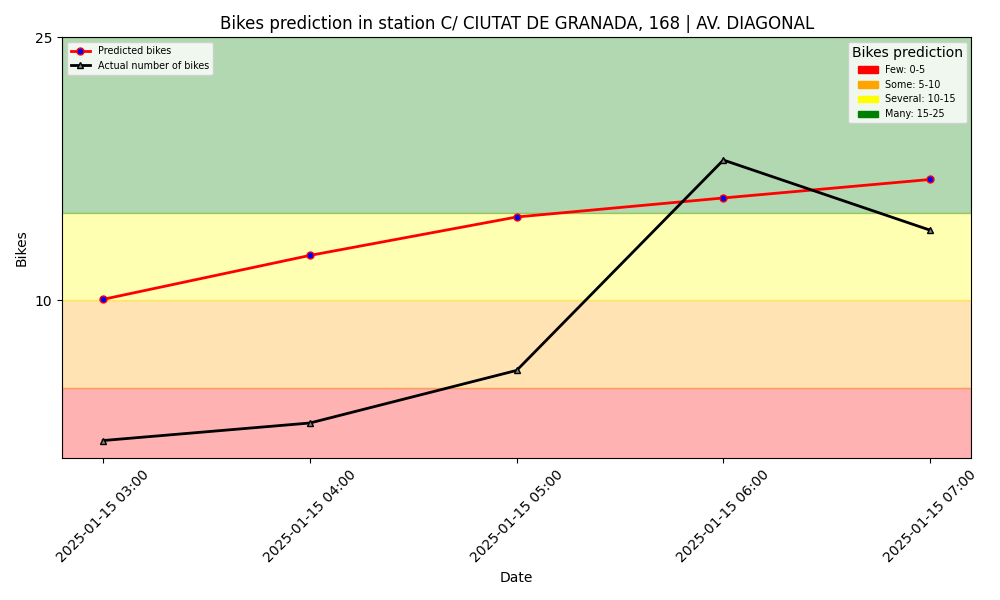 Bikes prediction in station C/ CIUTAT DE GRANADA, 168 | AV. DIAGONAL
Predicted bikes
Actual number of bikes
Bikes prediction
Few: 0-5
Some: 5-10
Several: 10-15
Many: 15-25
25
10
Bikes
2025-01-15 03:00
2025-01-15 04:00
2025-01-15 05:00
2025-01-15 06:00
2025-01-15 07:00
Date